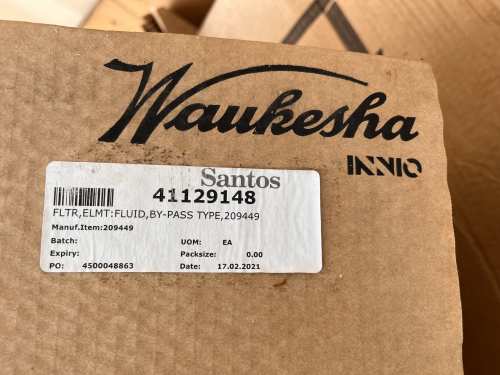 Waukesha
INNIO
Santos
41129148
FLTR,ELMT:FLUID,BY-PASS TYPE,209449
Manuf.Item:209449
Batch: UOM: EA
Expiry: Packsize: 0.00
PO: 4500048863 Date: 17.02.2021